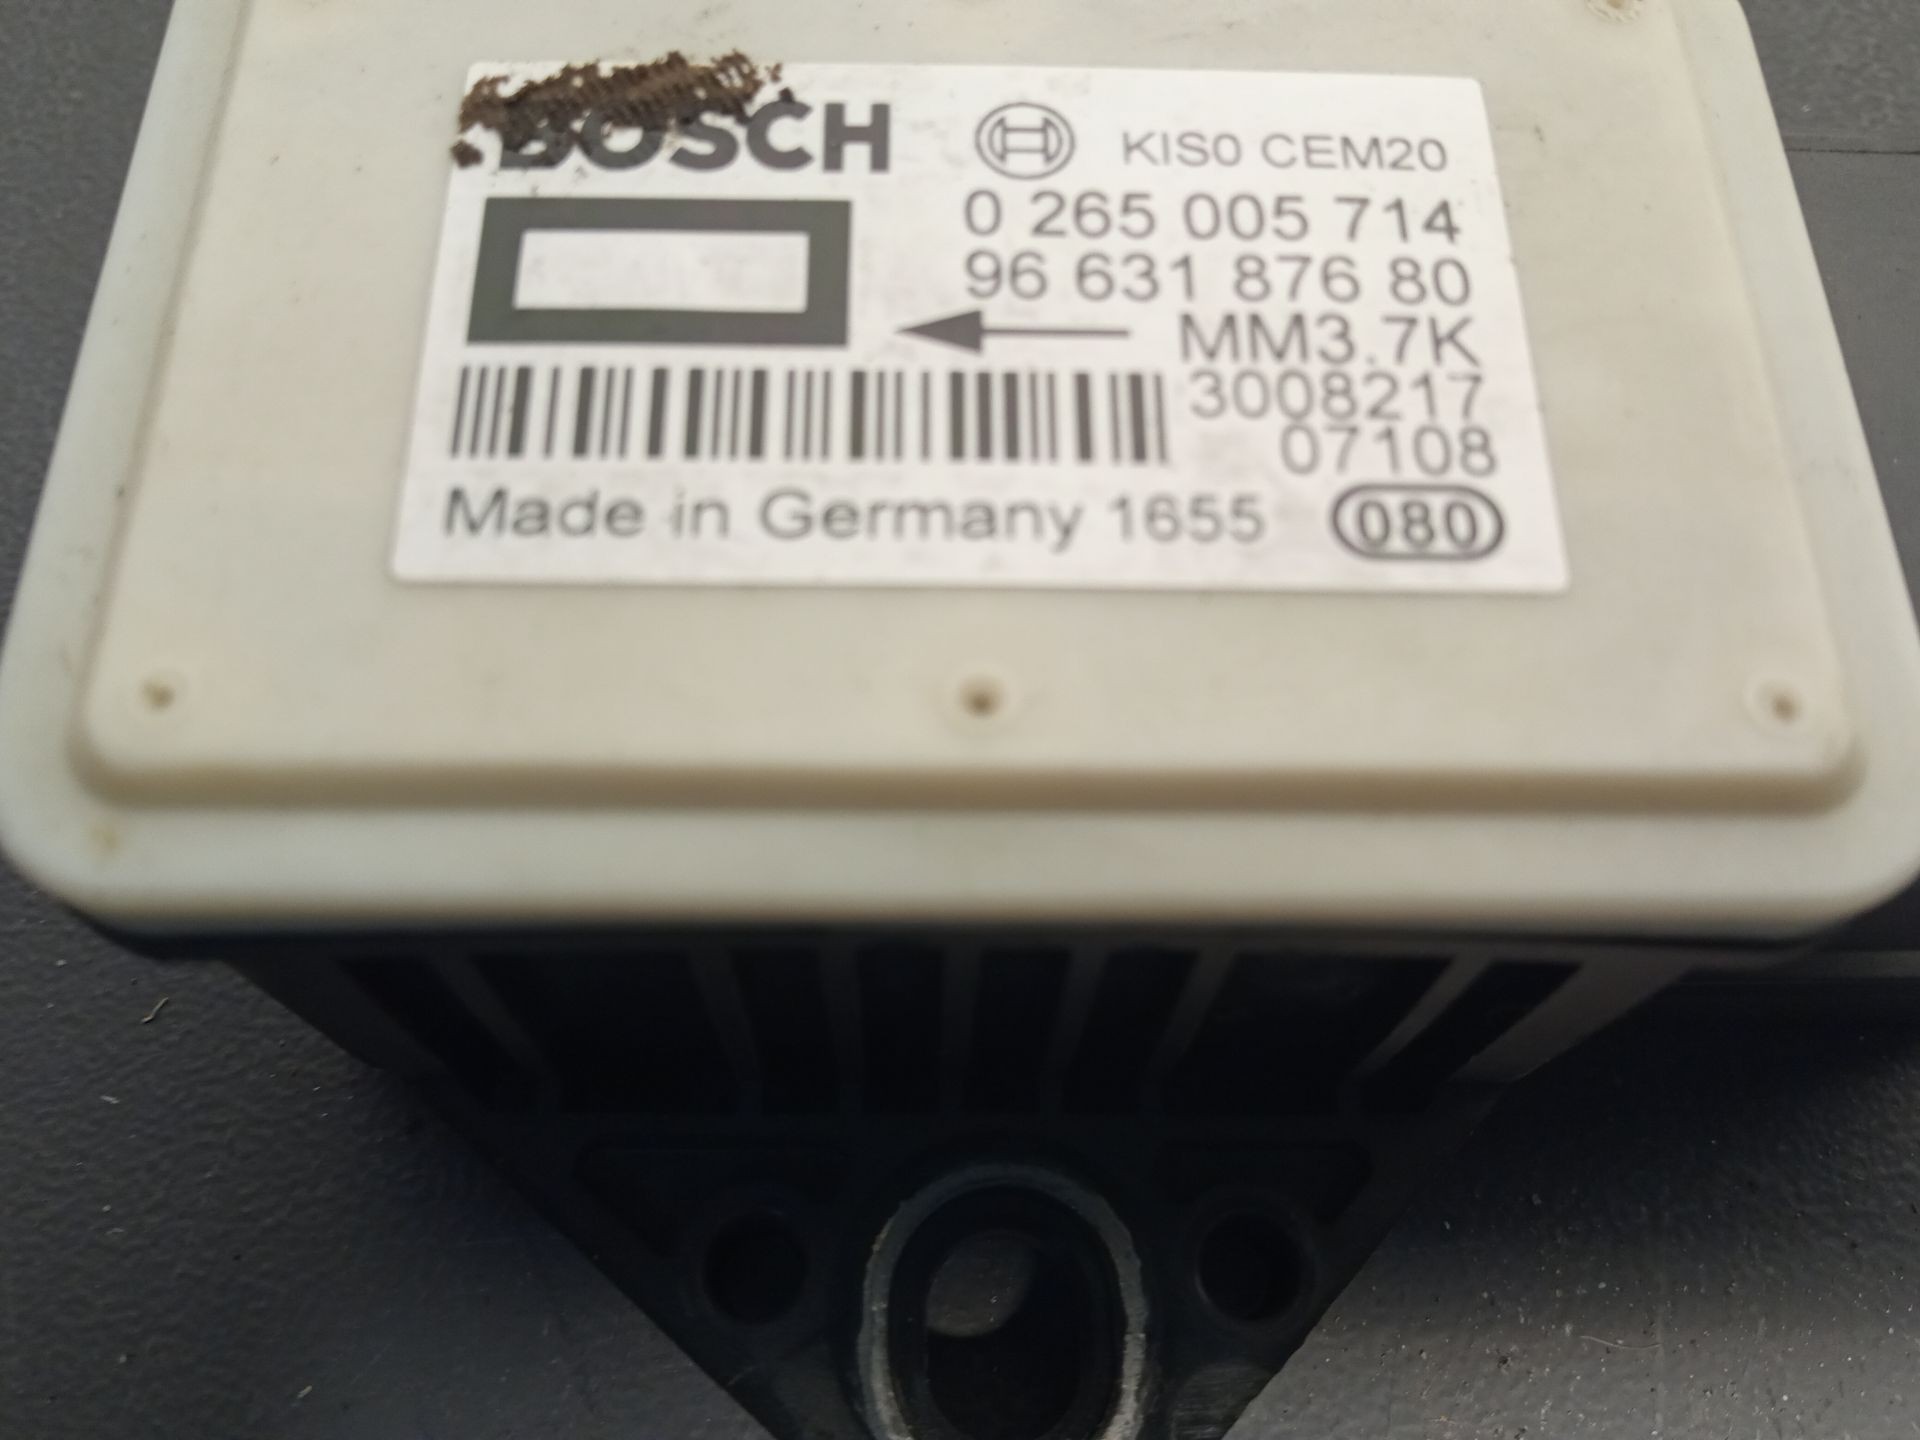 BOSCH
KIS0 CEM20
0 265 005 714
96 631 876 80
MM3.7K
3008217
07108
Made in Germany 1655
080